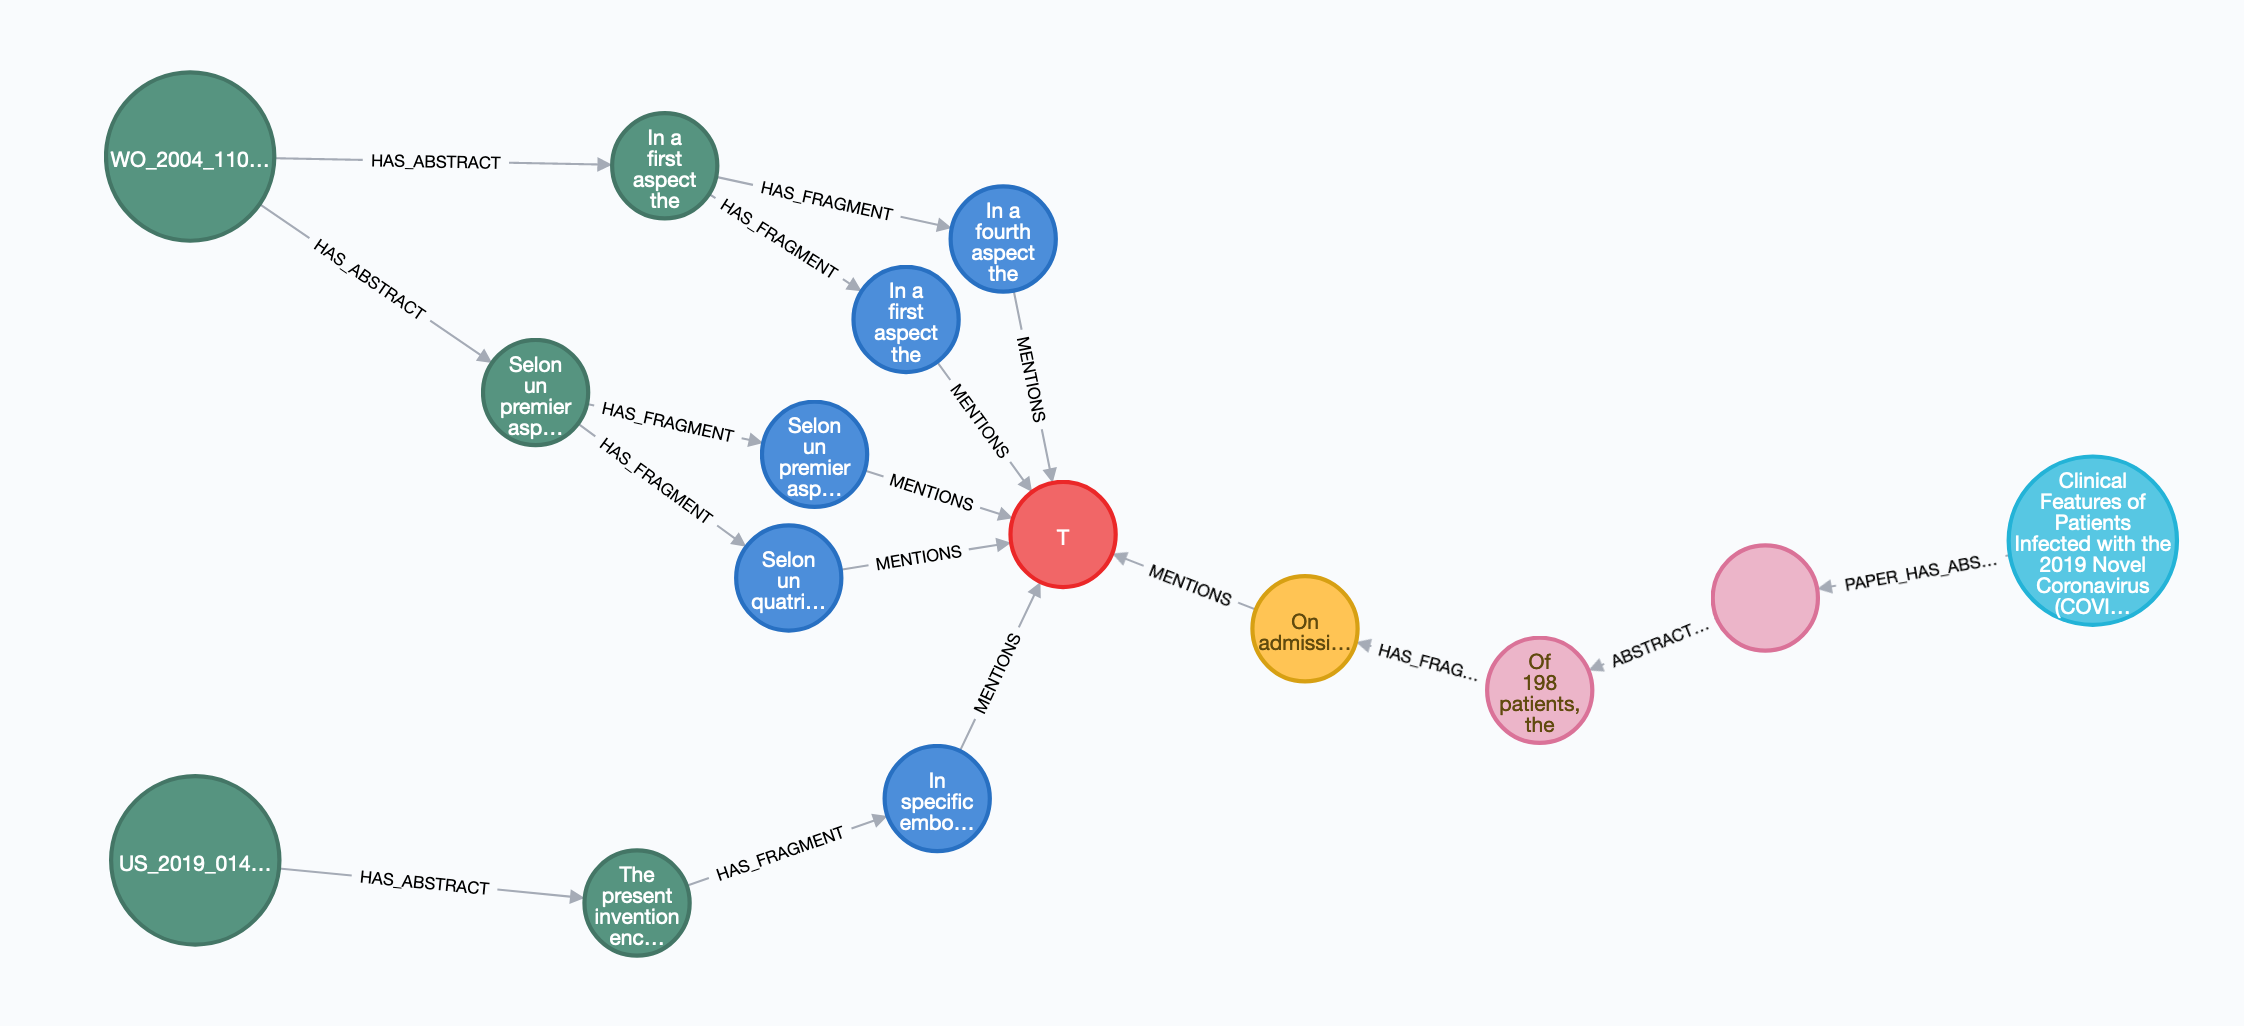 WO_2004_110…
HAS_ABSTRACT
In a
first
aspect
the
HAS_FRAGMENT
In a
fourth
aspect
the
HAS_FRAGMENT
In a
first
aspect
the
HAS_ABSTRACT
MENTIONS
MENTIONS
Selon
un
premier
asp…
HAS_FRAGMENT
Selon
un
premier
asp…
MENTIONS
HAS_FRAGMENT
Selon
un
quatri…
MENTIONS
T
MENTIONS
On
admissi…
HAS_FRAG…
Of
198
patients,
the
ABSTRACT…
PAPER_HAS_ABS…
Clinical
Features of
Patients
Infected with the
2019 Novel
Coronavirus
(COVI…
MENTIONS
In
specific
embo…
HAS_FRAGMENT
US_2019_014…
HAS_ABSTRACT
The
present
invention
enc…